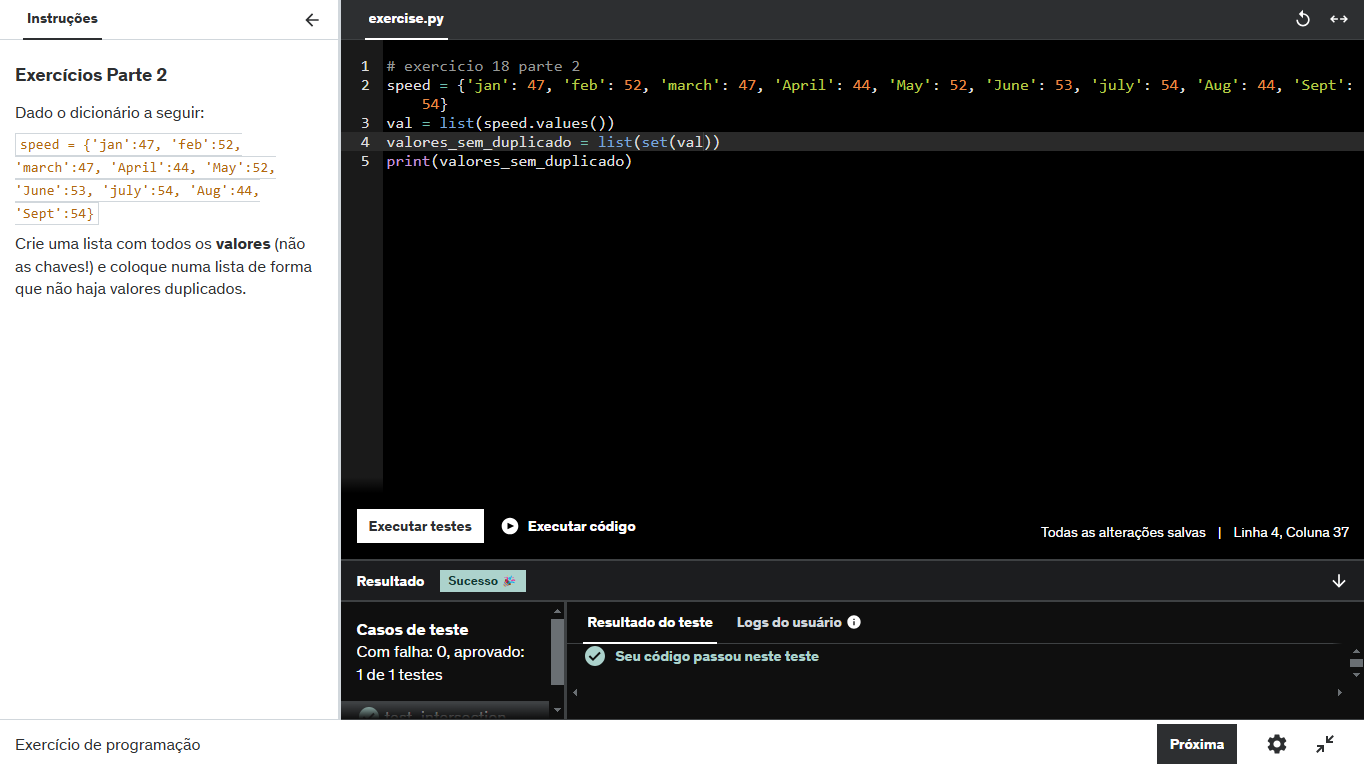 Instruções
Exercícios Parte 2
Dado o dicionário a seguir:
speed = {'jan':47, 'feb':52,
'march':47, 'April':44, 'May':52,
'June':53, 'july':54, 'Aug':44,
'Sept':54}
Crie uma lista com todos os valores (não
as chaves!) e coloque numa lista de forma
que não haja valores duplicados.
exercise.py
1 # exercicio 18 parte 2
2 speed = {'jan': 47, 'feb': 52, 'march': 47, 'April': 44, 'May': 52, 'June': 53, 'july': 54, 'Aug': 44, 'Sept':
54}
3 val = list(speed.values())
4 valores_sem_duplicado = list(set(val))
5 print(valores_sem_duplicado)
Executar testes
Executar código
Todas as alterações salvas | Linha 4, Coluna 37
Resultado
Sucesso
Casos de teste
Com falha: 0, aprovado:
1 de 1 testes
test_intersection
Resultado do teste
Logs do usuário
Seu código passou neste teste
Exercício de programação
Próxima